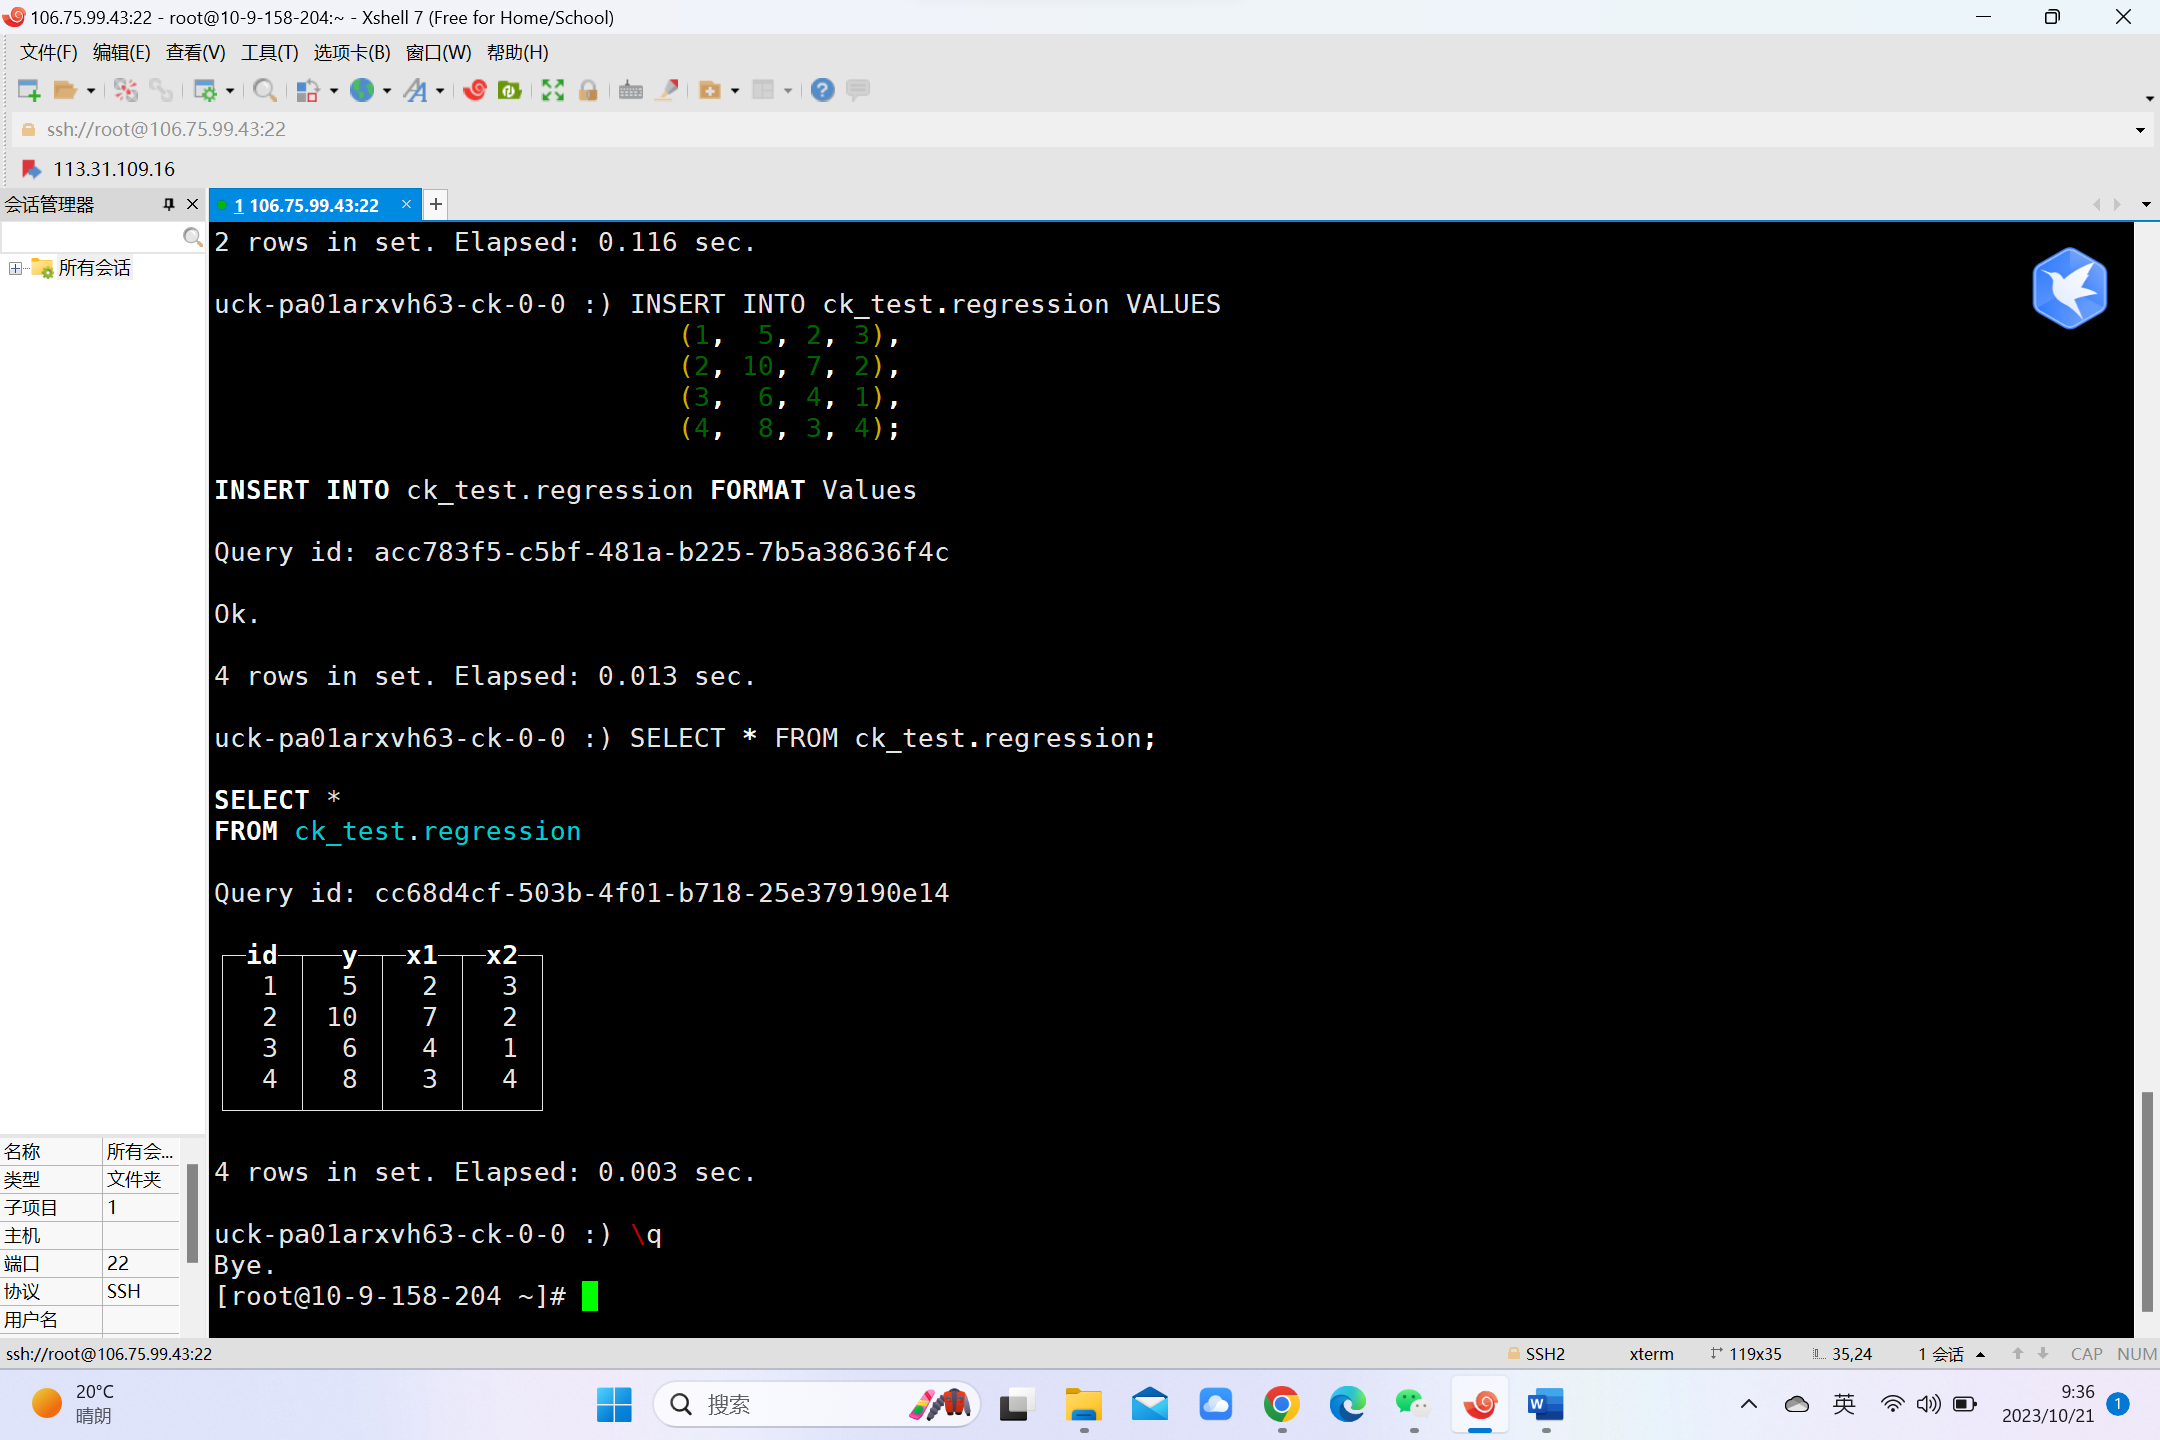 106.75.99.43:22 - root@10-9-158-204:~ - Xshell 7 (Free for Home/School)
文件(F) 编辑(E) 查看(V) 工具(T) 选项卡(B) 窗口(W) 帮助(H)
ssh://root@106.75.99.43:22
113.31.109.16
会话管理器
1 106.75.99.43:22
所有会话
2 rows in set. Elapsed: 0.116 sec.
uck-pa01arxvh63-ck-0-0 :) INSERT INTO ck_test.regression VALUES
(1,  5, 2, 3),
(2, 10, 7, 2),
(3,  6, 4, 1),
(4,  8, 3, 4);
INSERT INTO ck_test.regression FORMAT Values
Query id: acc783f5-c5bf-481a-b225-7b5a38636f4c
Ok.
4 rows in set. Elapsed: 0.013 sec.
uck-pa01arxvh63-ck-0-0 :) SELECT * FROM ck_test.regression;
SELECT *
FROM ck_test.regression
Query id: cc68d4cf-503b-4f01-b718-25e379190e14
id y x1 x2
1 5 2 3
2 10 7 2
3 6 4 1
4 8 3 4
4 rows in set. Elapsed: 0.003 sec.
uck-pa01arxvh63-ck-0-0 :) \q
Bye.
[root@10-9-158-204 ~]#
名称 所有会...
类型 文件夹
子项目 1
主机
端口 22
协议 SSH
用户名
ssh://root@106.75.99.43:22 SSH2 xterm 119x35 35,24 1 会话 CAP NUM
20°C
晴朗
搜索
英
9:36
2023/10/21
1